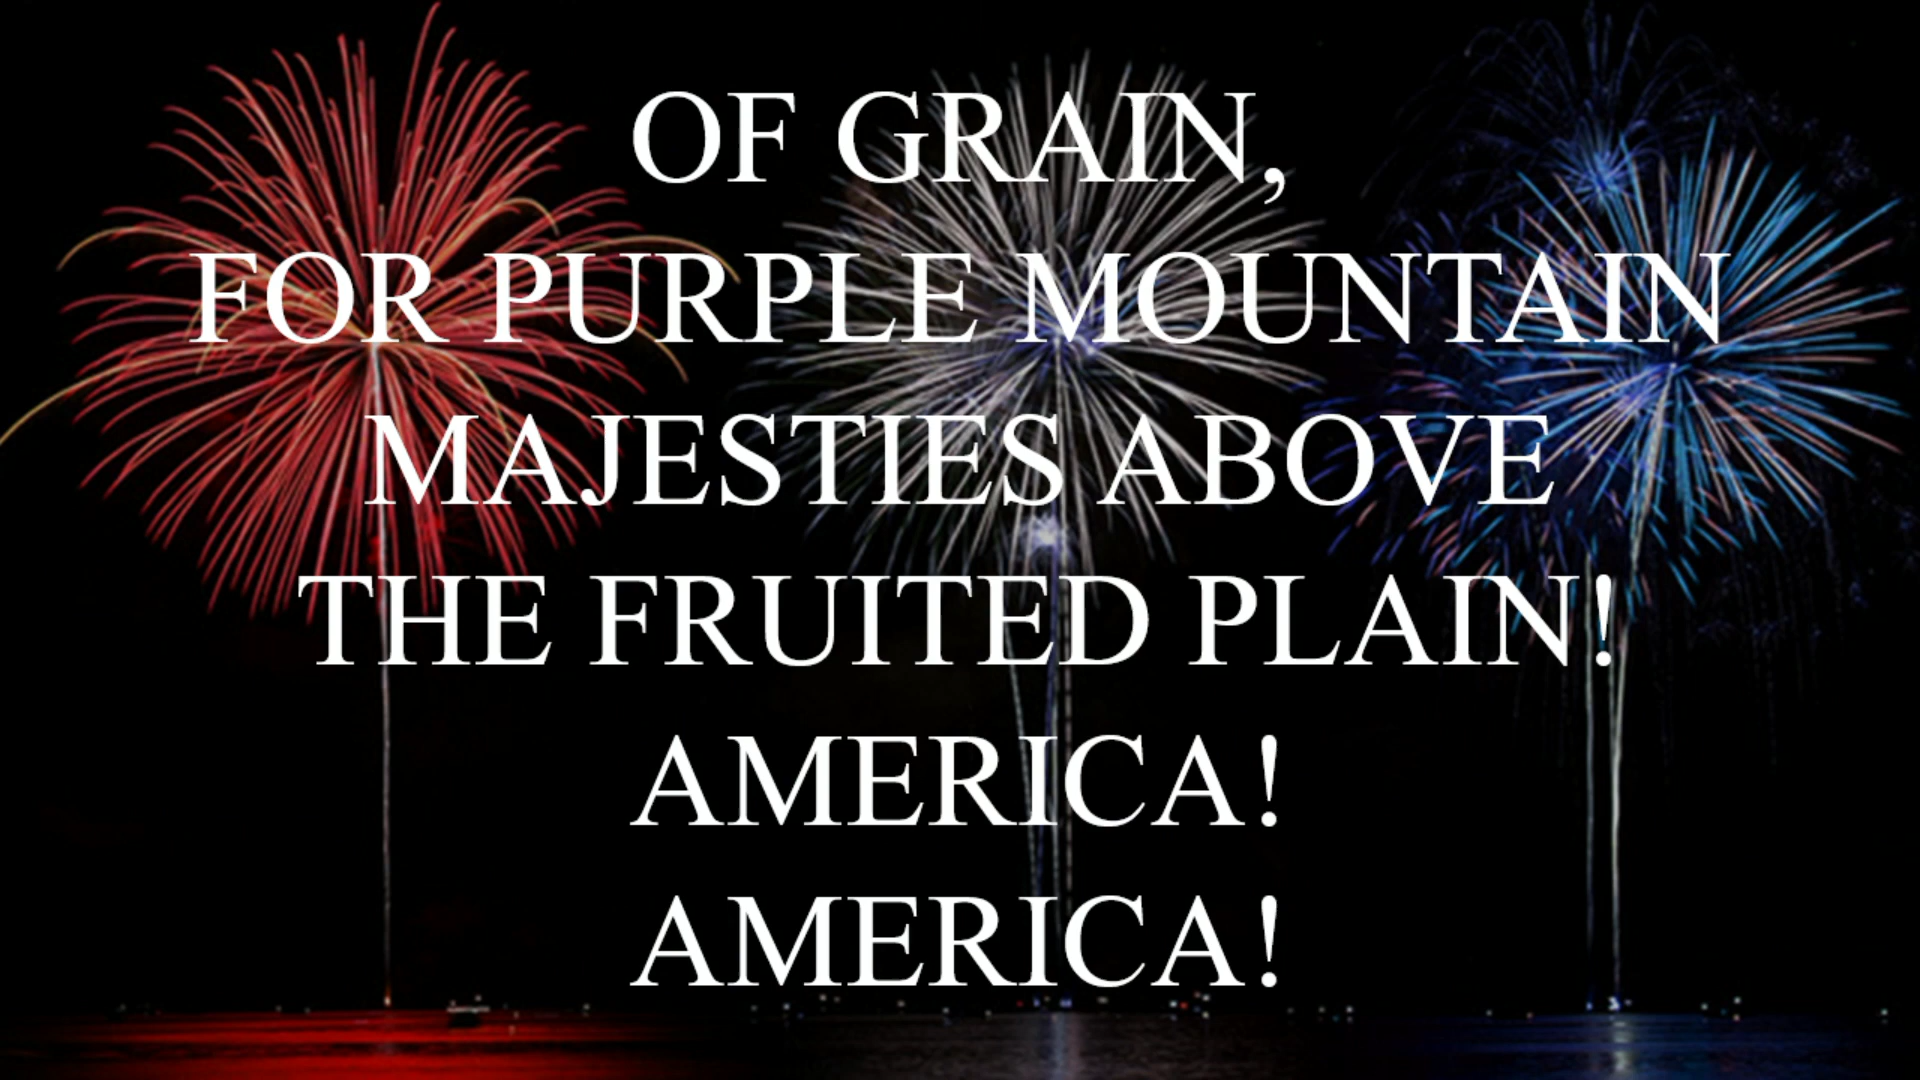 OF GRAIN,
FOR PURPLE MOUNTAIN
MAJESTIES ABOVE
THE FRUITED PLAIN!
AMERICA!
AMERICA!